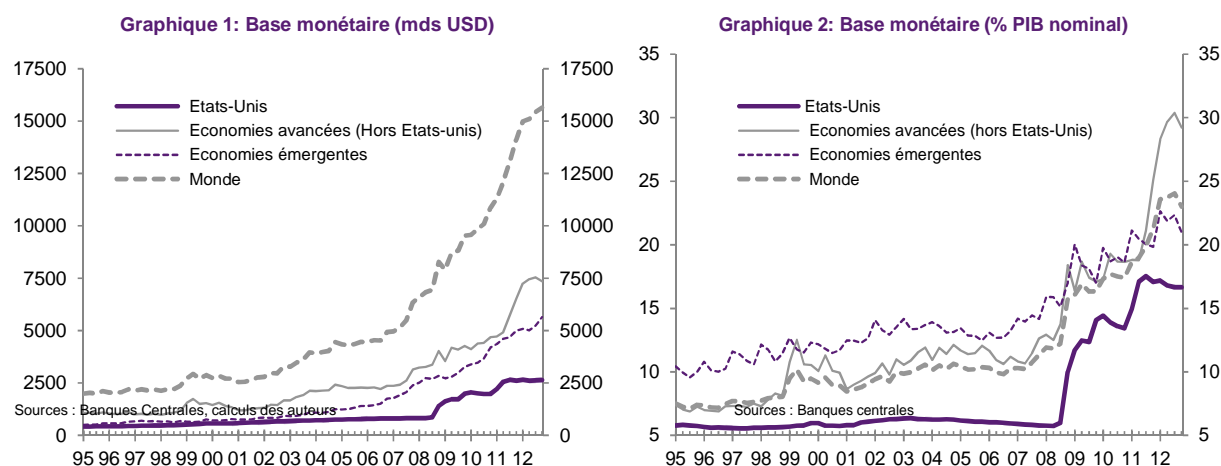 Graphique 1: Base monétaire (mds USD)
17500 17500
15000 15000
12500 12500
10000 10000
7500 7500
5000 5000
2500 2500
0 0
Etats-Unis
Economies avancées (Hors Etats-unis)
Economies émergentes
Monde
Sources : Banques Centrales, calculs des auteurs
95 96 97 98 99 00 01 02 03 04 05 06 07 08 09 10 11 12
Graphique 2: Base monétaire (% PIB nominal)
35 35
30 30
25 25
20 20
15 15
10 10
5 5
Etats-Unis
Economies avancées (hors Etats-unis)
Economies émergentes
Monde
Sources : Banques centrales
95 96 97 98 99 00 01 02 03 04 05 06 07 08 09 10 11 12